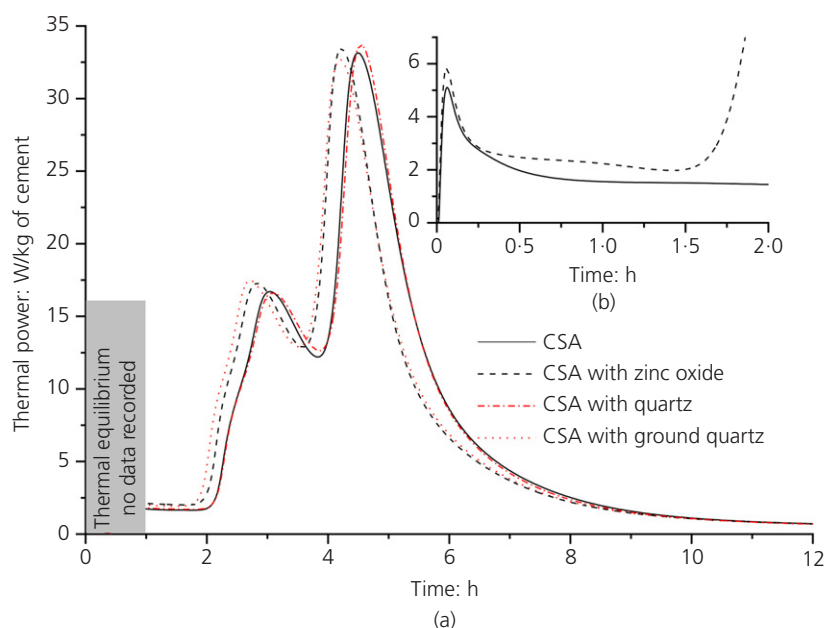 35
30
25
20
15
10
5
0
Thermal power: W/kg of cement
Thermal equilibrium
no data recorded
0 2 4 6 8 10 12
Time: h
(a)
6
4
2
0
0 0·5 1·0 1·5 2·0
Time: h
(b)
CSA
CSA with zinc oxide
CSA with quartz
CSA with ground quartz